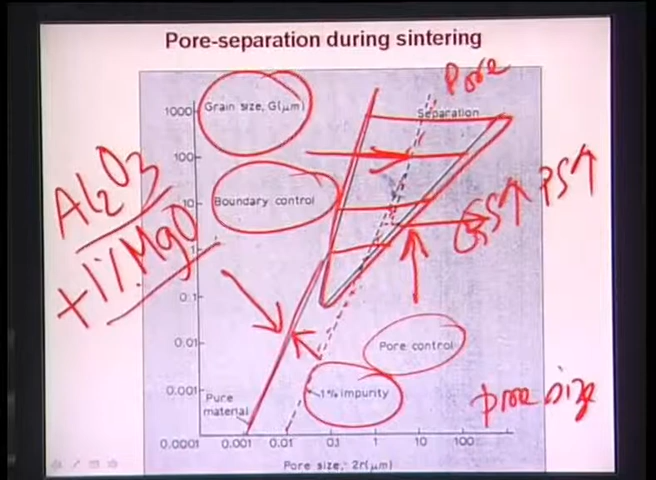 Pore-separation during sintering
Pore
1000
Grain size, G(μm)
Separation
100
Al2O3
+1% MgO
10
Boundary control
GS↑ PS↑
1
0.1
0.01
Pore control
0.001
1% impurity
pore size
Pure
material
0.0001 0.001 0.01 0.1 1 10 100
Pore size, 2r(μm)